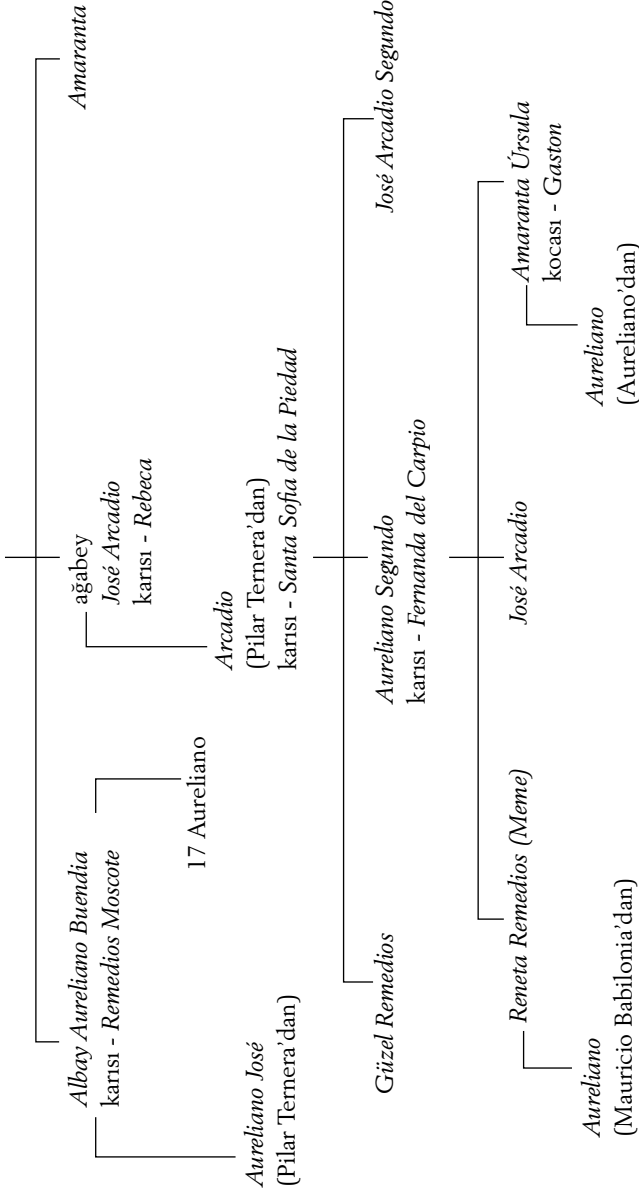 Albay Aureliano Buendia
karısı - Remedios Moscote
Aureliano José
(Pilar Ternera’dan)
17 Aureliano
ağabey
José Arcadio
karısı - Rebeca
Amaranta
Arcadio
(Pilar Ternera’dan)
karısı - Santa Sofia de la Piedad
Güzel Remedios
Aureliano Segundo
karısı - Fernanda del Carpio
José Arcadio Segundo
Reneta Remedios (Meme)
Aureliano
(Mauricio Babilonia’dan)
José Arcadio
Amaranta Úrsula
kocası - Gaston
Aureliano
(Aureliano’dan)